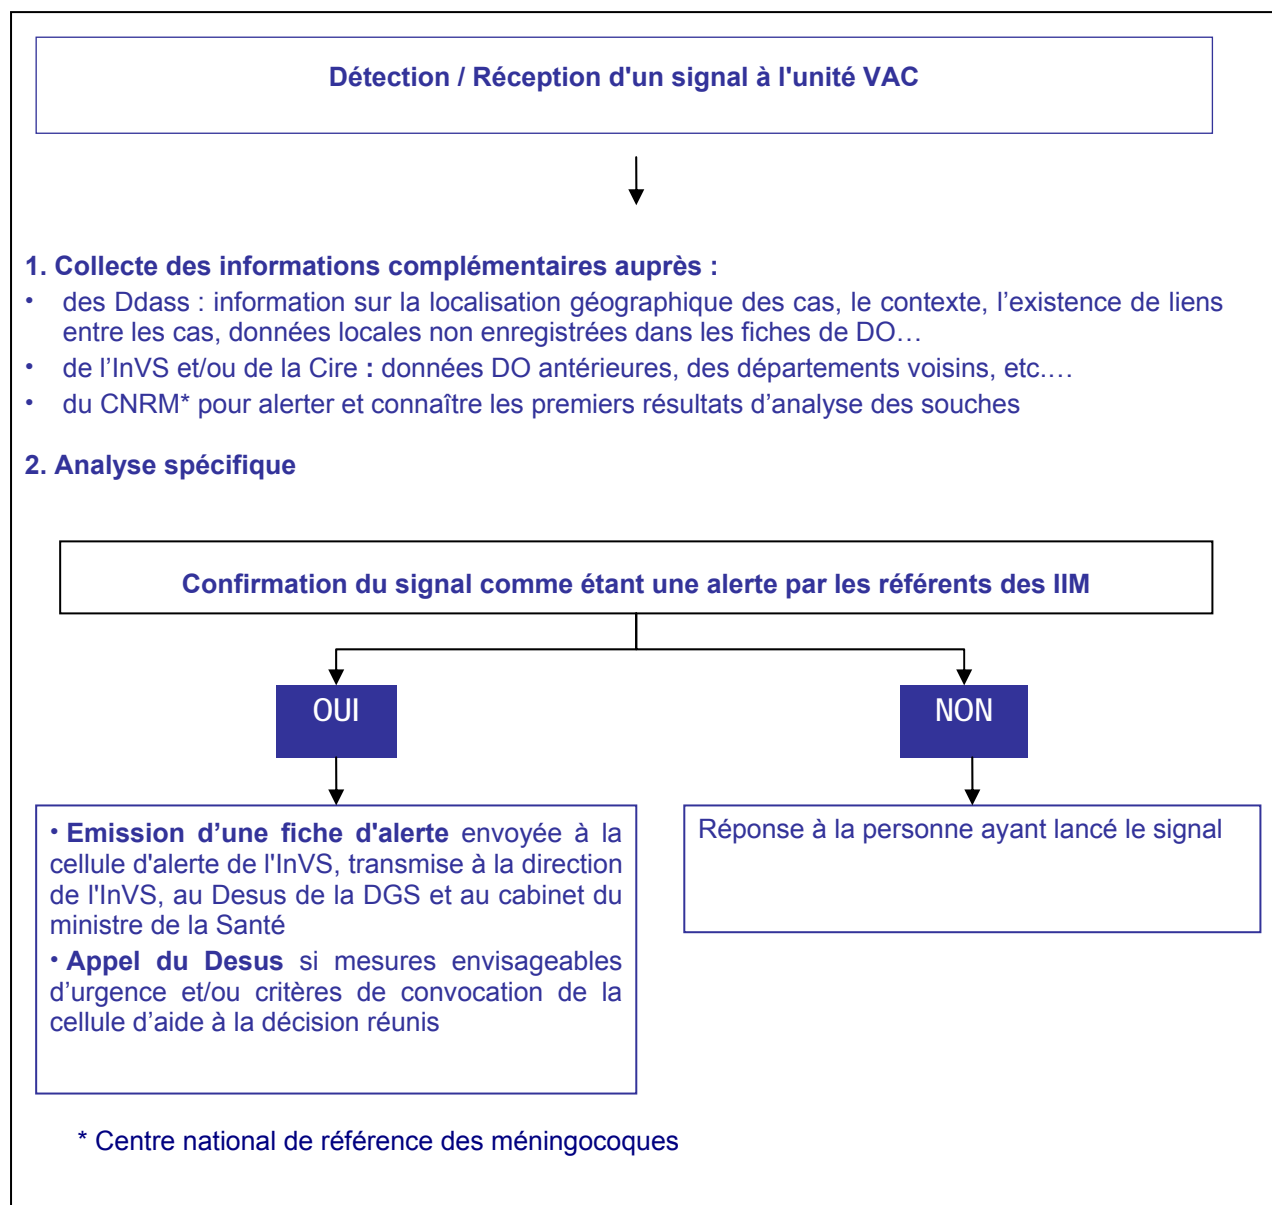 Détection / Réception d'un signal à l'unité VAC
1. Collecte des informations complémentaires auprès :
• des Ddass : information sur la localisation géographique des cas, le contexte, l’existence de liens
entre les cas, données locale non enregistrées dans les fiches de DO…
• de l’InVS et/ou de la Cire : données DO antérieures, des départements voisins, etc.…
• du CNRM* pour alerter et connaître les premiers résultats d’analyse des souches
2. Analyse spécifique
Confirmation du signal comme étant une alerte par les référents des IIM
OUI
NON
• Emission d’une fiche d'alerte envoyée à la
cellule d'alerte de l'InVS, transmise à la direction
de l'InVS, au Desus de la DGS et au cabinet du
ministre de la Santé
• Appel du Desus si mesures envisageables
d’urgence et/ou critères de convocation de la
cellule d’aide à la décision réunis
Réponse à la personne ayant lancé le signal
* Centre national de référence des méningocoques